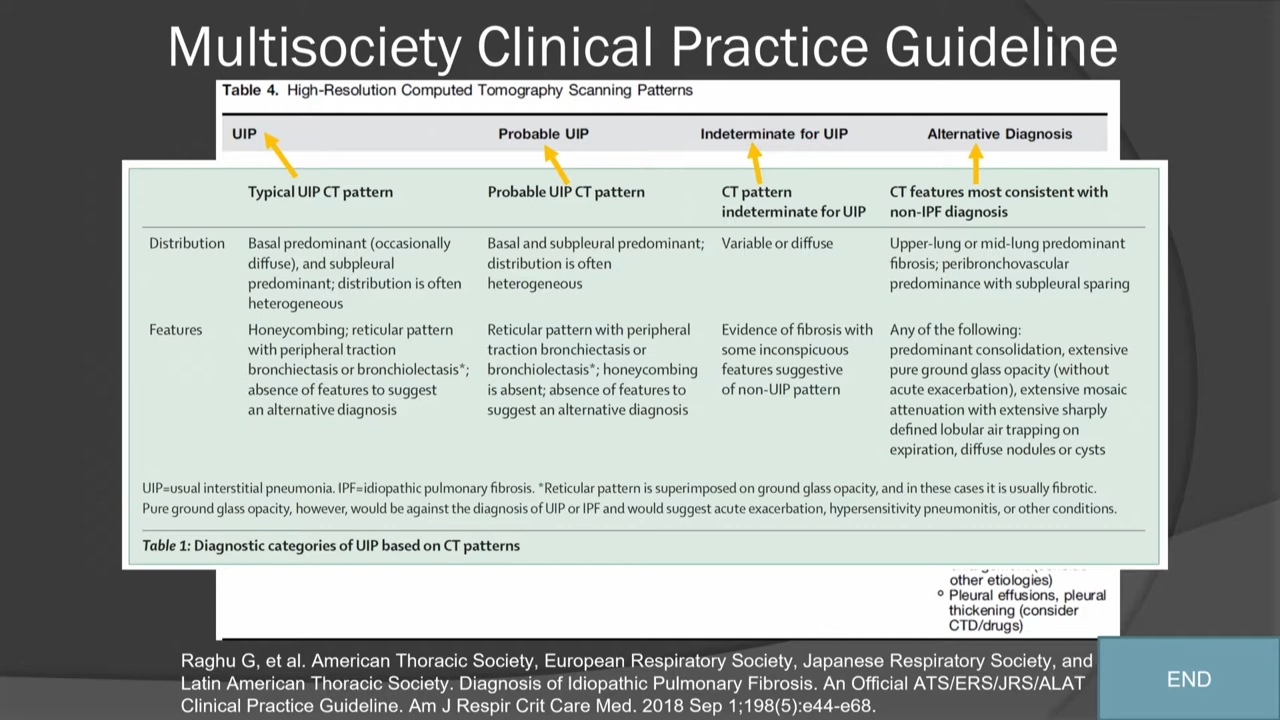 Multisociety Clinical Practice Guideline
Table 4. High-Resolution Computed Tomography Scanning Patterns
UIP Probable UIP Indeterminate for UIP Alternative Diagnosis
Typical UIP CT pattern Probable UIP CT pattern CT pattern CT features most consistent with
indeterminate for UIP non-IPF diagnosis
Distribution Basal predominant (occasionally Basal and subpleural predominant; Variable or diffuse Upper-lung or mid-lung predominant
diffuse), and subpleural distribution is often fibrosis; peribronchovascular
predominant; distribution is often heterogeneous predominance with subpleural sparing
heterogeneous
Features Honeycombing; reticular pattern Reticular pattern with peripheral Evidence of fibrosis with Any of the following:
with peripheral traction traction bronchiectasis or some inconspicuous predominant consolidation, extensive
bronchiectasis or bronchiolectasis*; bronchiolectasis*; honeycombing features suggestive pure ground glass opacity (without
absence of features to suggest is absent; absence of features to of non-UIP pattern acute exacerbation), extensive mosaic
an alternative diagnosis suggest an alternative diagnosis attenuation with extensive sharply
defined lobular air trapping on
expiration, diffuse nodules or cysts
UIP=usual interstitial pneumonia. IPF=idiopathic pulmonary fibrosis. *Reticular pattern is superimposed on ground glass opacity, and in these cases it is usually fibrotic.
Pure ground glass opacity, however, would be against the diagnosis of UIP or IPF and would suggest acute exacerbation, hypersensitivity pneumonitis, or other conditions.
Table 1: Diagnostic categories of UIP based on CT patterns
other etiologies)
° Pleural effusions, pleural
thickening (consider
CTD/drugs)
Raghu G, et al. American Thoracic Society, European Respiratory Society, Japanese Respiratory Society, and
Latin American Thoracic Society. Diagnosis of Idiopathic Pulmonary Fibrosis. An Official ATS/ERS/JRS/ALAT
Clinical Practice Guideline. Am J Respir Crit Care Med. 2018 Sep 1;198(5):e44-e68.
END